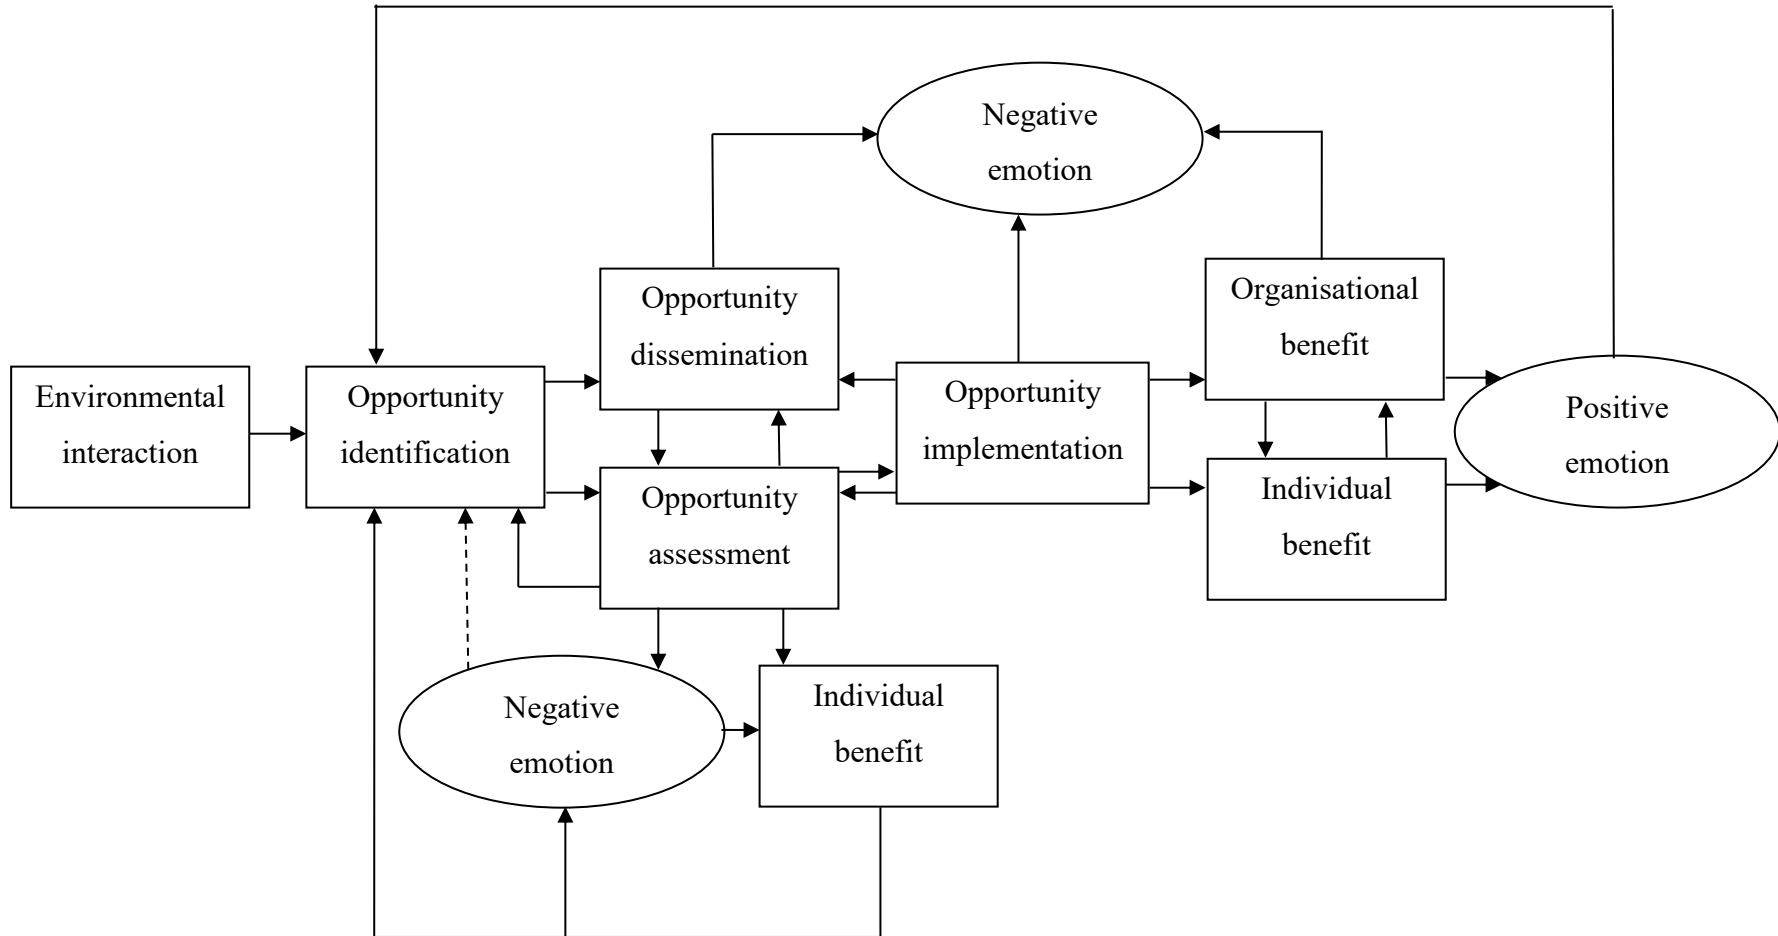 Negative
emotion
Opportunity
dissemination
Organisational
benefit
Environmental
interaction
Opportunity
identification
Opportunity
implementation
Positive
emotion
Opportunity
assessment
Individual
benefit
Negative
emotion
Individual
benefit